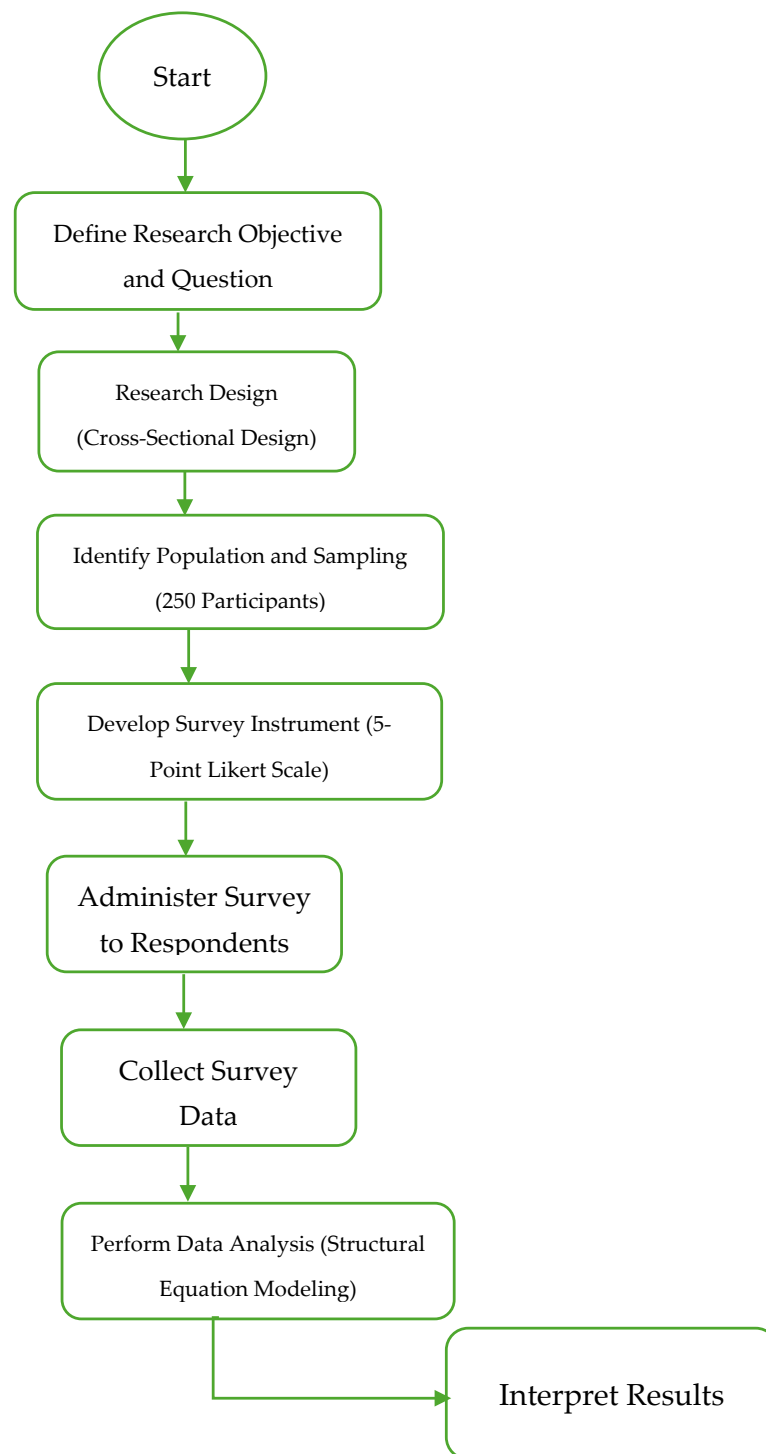 Start
Define Research Objective
and Question
Research Design
(Cross-Sectional Design)
Identify Population and Sampling
(250 Participants)
Develop Survey Instrument (5-
Point Likert Scale)
Administer Survey
to Respondents
Collect Survey
Data
Perform Data Analysis (Structural
Equation Modeling)
Interpret Results